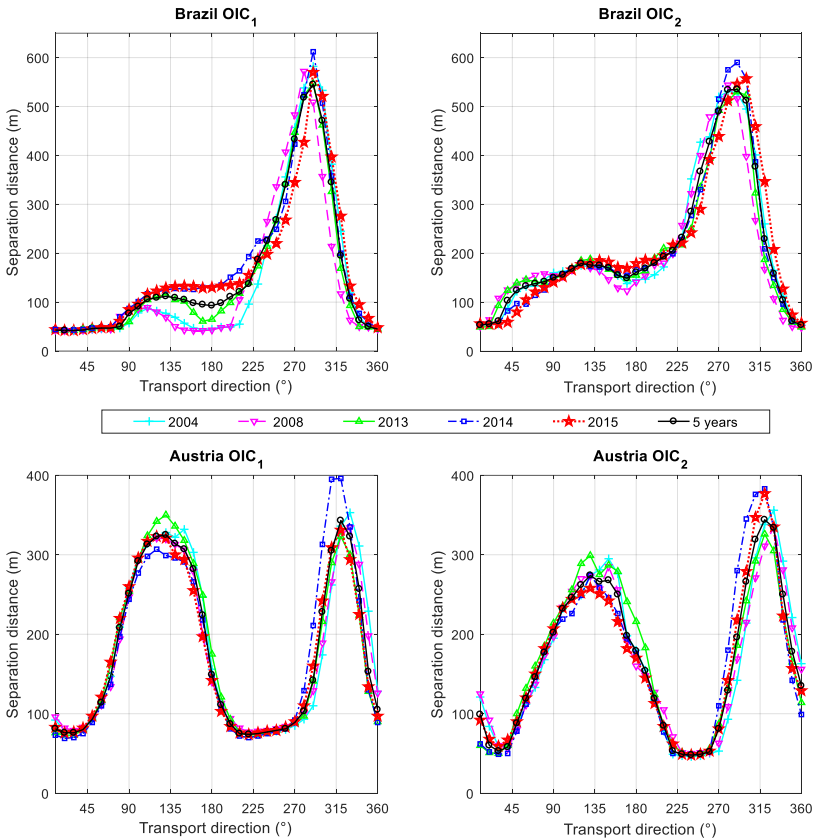 Brazil OIC1
Brazil OIC2
Separation distance (m)
600
500
400
300
200
100
0
45 90 135 180 225 270 315 360
Transport direction (°)
Separation distance (m)
600
500
400
300
200
100
0
45 90 135 180 225 270 315 360
Transport direction (°)
2004 2008 2013 2014 2015 5 years
Austria OIC1
Austria OIC2
Separation distance (m)
400
300
200
100
0
45 90 135 180 225 270 315 360
Transport direction (°)
Separation distance (m)
400
300
200
100
0
45 90 135 180 225 270 315 360
Transport direction (°)